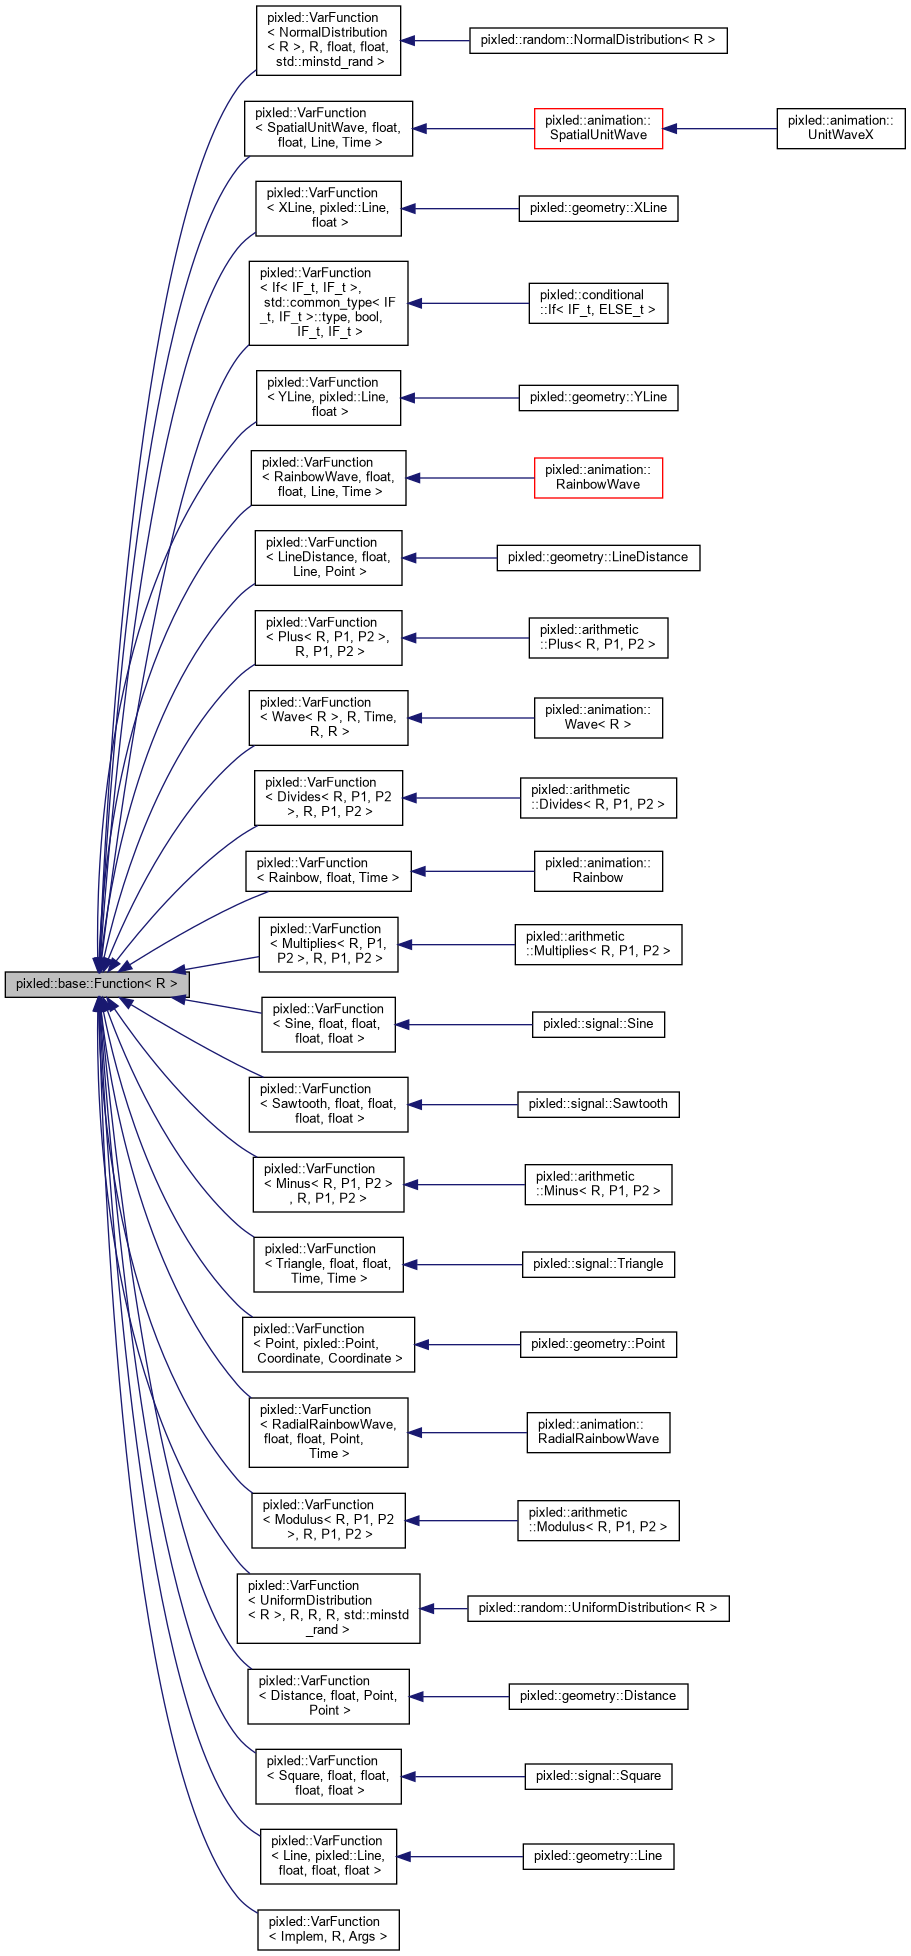 pixled::VarFunction
< NormalDistribution
< R >, R, float, float,
std::minstd_rand >
pixled::random::NormalDistribution< R >
pixled::VarFunction
< SpatialUnitWave, float,
float, Line, Time >
pixled::animation::
SpatialUnitWave
pixled::animation::
UnitWaveX
pixled::VarFunction
< XLine, pixled::Line,
float >
pixled::geometry::XLine
pixled::VarFunction
< If< IF_t, IF_t >,
std::common_type< IF
_t, IF_t >::type, bool,
IF_t, IF_t >
pixled::conditional
::If< IF_t, ELSE_t >
pixled::VarFunction
< YLine, pixled::Line,
float >
pixled::geometry::YLine
pixled::VarFunction
< RainbowWave, float,
float, Line, Time >
pixled::animation::
RainbowWave
pixled::VarFunction
< LineDistance, float,
Line, Point >
pixled::geometry::LineDistance
pixled::VarFunction
< Plus< R, P1, P2 >,
R, P1, P2 >
pixled::arithmetic
::Plus< R, P1, P2 >
pixled::VarFunction
< Wave< R >, R, Time,
R, R >
pixled::animation::
Wave< R >
pixled::VarFunction
< Divides< R, P1, P2
>, R, P1, P2 >
pixled::arithmetic
::Divides< R, P1, P2 >
pixled::VarFunction
< Rainbow, float, Time >
pixled::animation::
Rainbow
pixled::VarFunction
< Multiplies< R, P1,
P2 >, R, P1, P2 >
pixled::arithmetic
::Multiplies< R, P1, P2 >
pixled::base::Function< R >
pixled::VarFunction
< Sine, float, float,
float, float >
pixled::signal::Sine
pixled::VarFunction
< Sawtooth, float, float,
float, float >
pixled::signal::Sawtooth
pixled::VarFunction
< Minus< R, P1, P2 >
, R, P1, P2 >
pixled::arithmetic
::Minus< R, P1, P2 >
pixled::VarFunction
< Triangle, float, float,
Time, Time >
pixled::signal::Triangle
pixled::VarFunction
< Point, pixled::Point,
Coordinate, Coordinate >
pixled::geometry::Point
pixled::VarFunction
< RadialRainbowWave,
float, float, Point,
Time >
pixled::animation::
RadialRainbowWave
pixled::VarFunction
< Modulus< R, P1, P2
>, R, P1, P2 >
pixled::arithmetic
::Modulus< R, P1, P2 >
pixled::VarFunction
< UniformDistribution
< R >, R, R, R, std::minstd
_rand >
pixled::random::UniformDistribution< R >
pixled::VarFunction
< Distance, float, Point,
Point >
pixled::geometry::Distance
pixled::VarFunction
< Square, float, float,
float, float >
pixled::signal::Square
pixled::VarFunction
< Line, pixled::Line,
float, float, float >
pixled::geometry::Line
pixled::VarFunction
< Implem, R, Args >